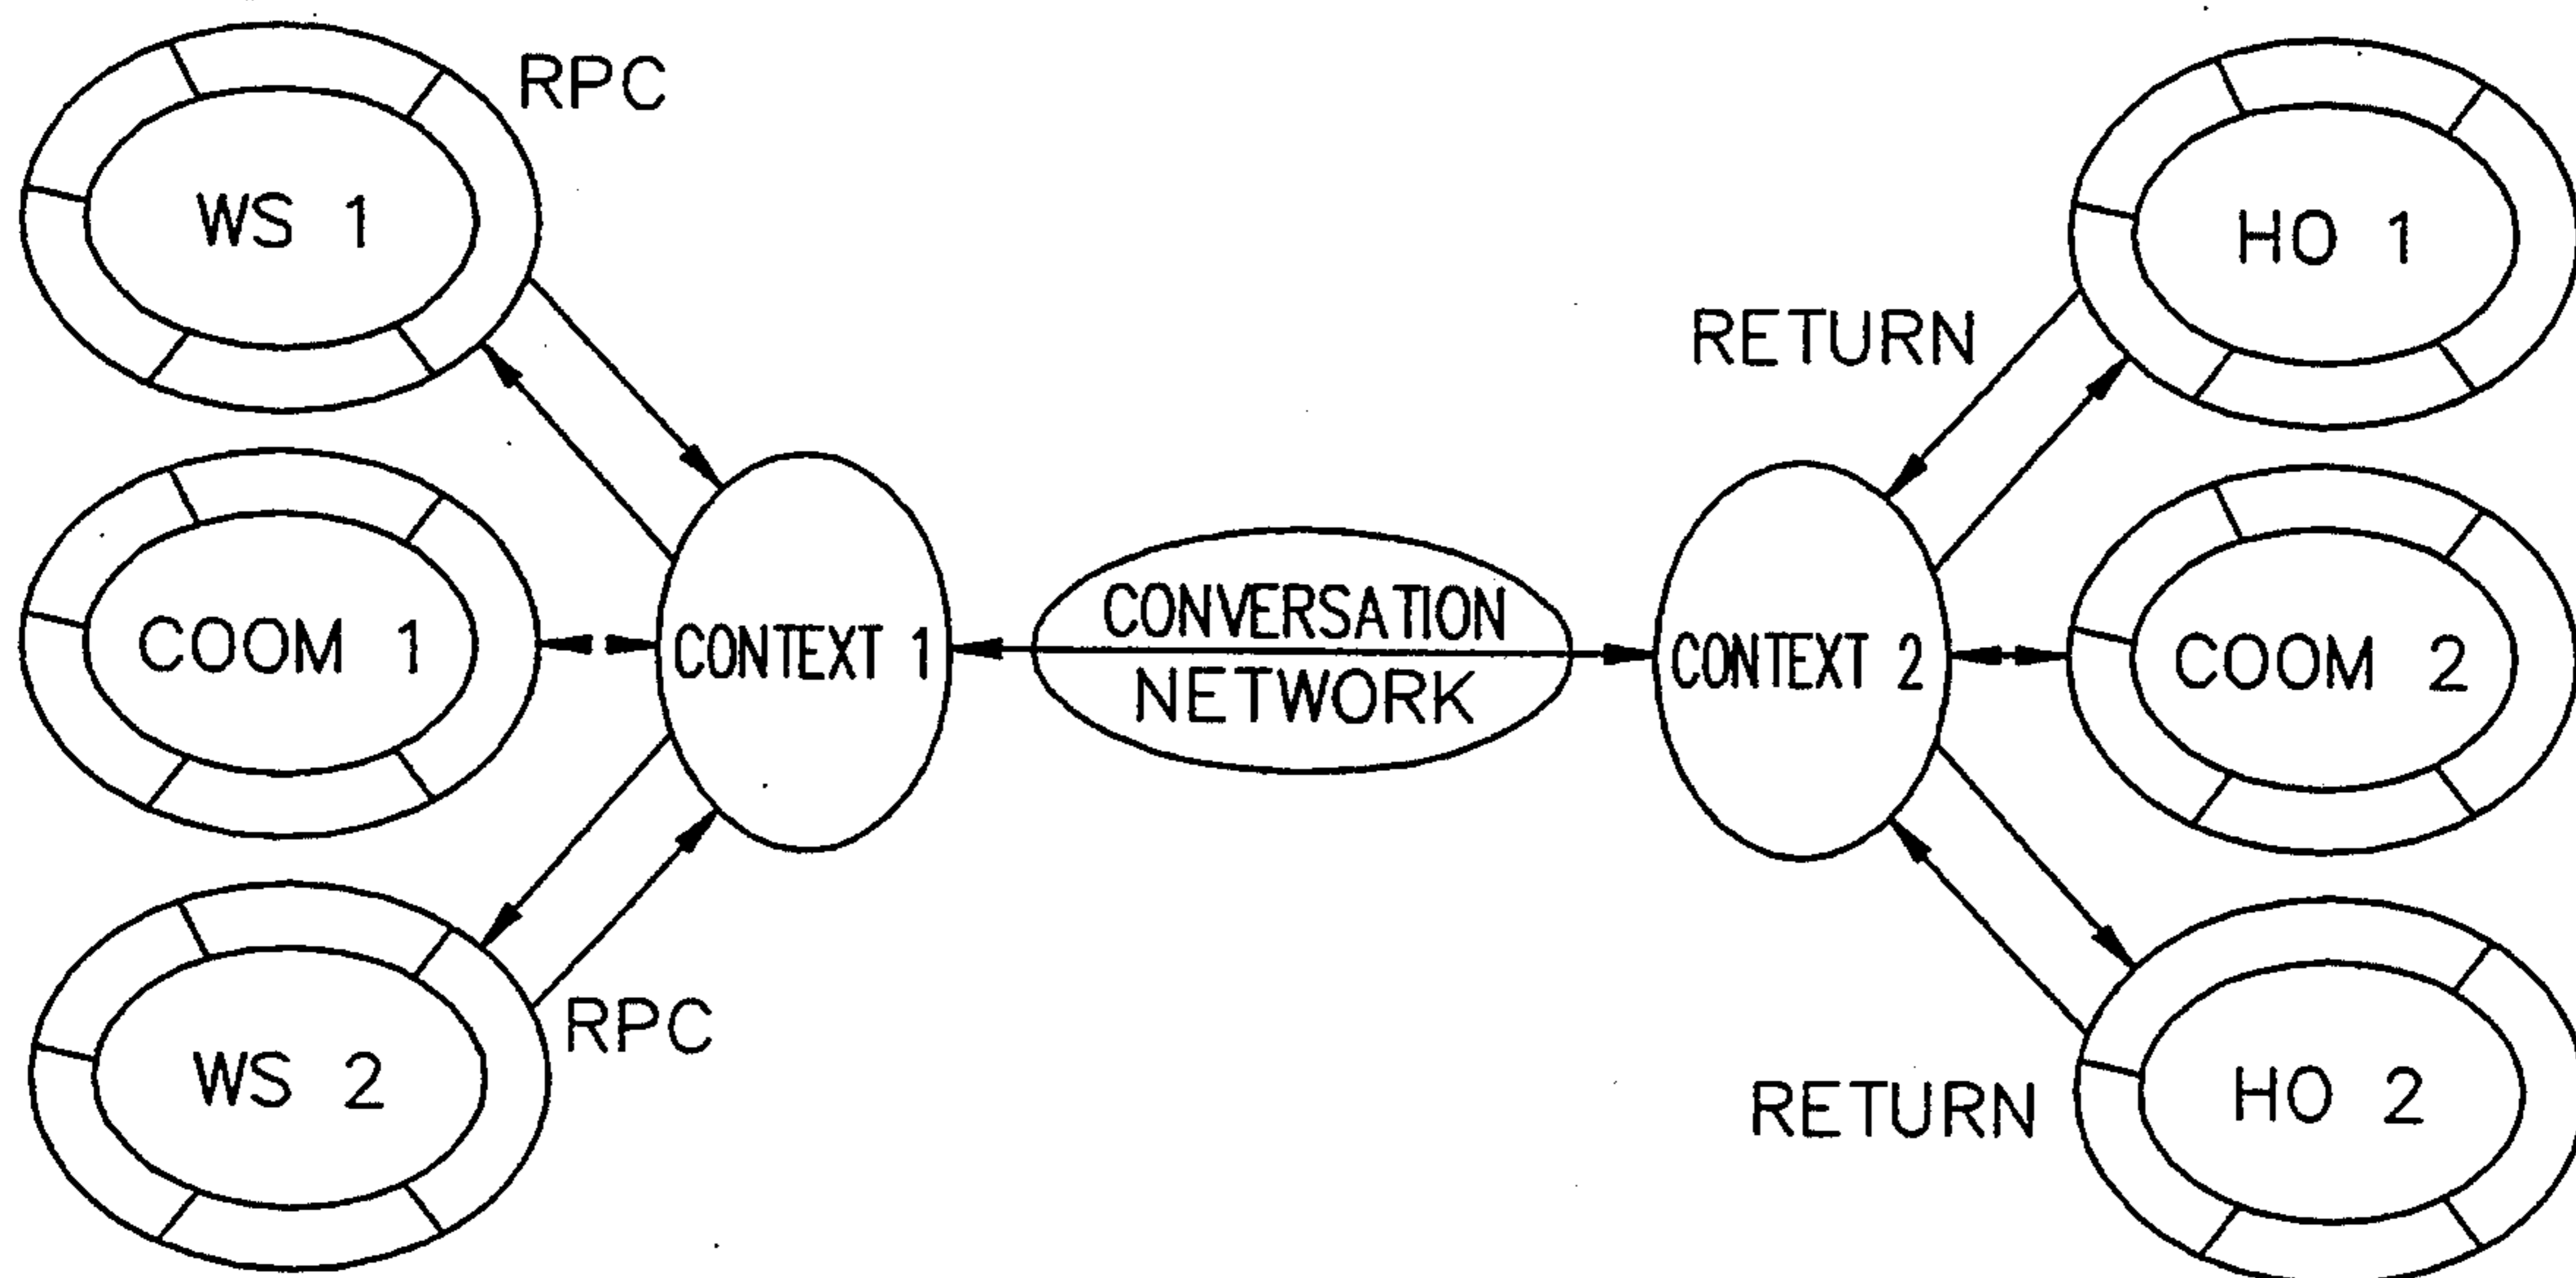 RPC
WS 1
HO 1
RETURN
COOM 1
CONTEXT 1
CONVERSATION
NETWORK
CONTEXT 2
COOM 2
RPC
WS 2
RETURN
HO 2